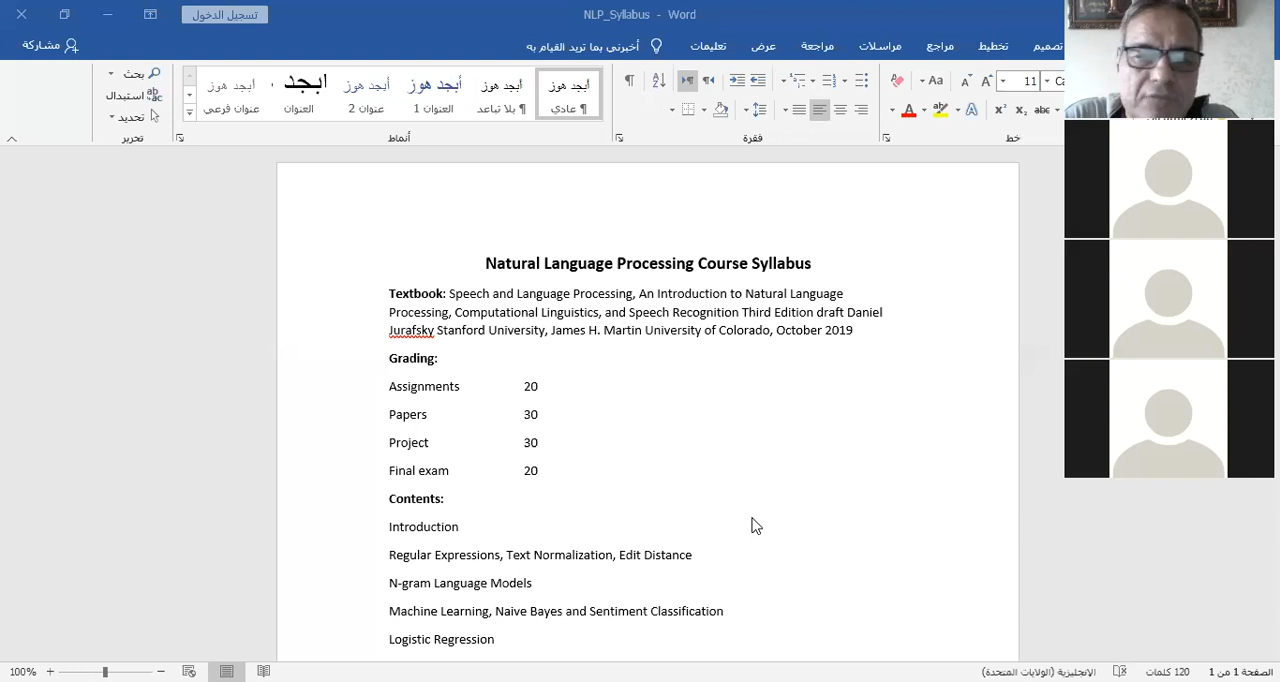 تسجيل الدخول
NLP_Syllabus - Word
مشاركة
أخبرني بما تريد القيام به
تعليمات
عرض
مراجعة
مراسلات
مراجع
تخطيط
تصميم
بحث
استبدال
تحديد
تحرير
أبجد هوز
عنوان فرعي
ابجد
العنوان
أبجد هوز
عنوان 2
أبجد هوز
العنوان 1
أبجد هوز
¶ بلا تباعد
أبجد هوز
¶ عادي
أنماط
فقرة
Aa
11
Ca
خط
Natural Language Processing Course Syllabus
Textbook: Speech and Language Processing, An Introduction to Natural Language
Processing, Computational Linguistics, and Speech Recognition Third Edition draft Daniel
Jurafsky Stanford University, James H. Martin University of Colorado, October 2019
Grading:
Assignments 20
Papers 30
Project 30
Final exam 20
Contents:
Introduction
Regular Expressions, Text Normalization, Edit Distance
N-gram Language Models
Machine Learning, Naive Bayes and Sentiment Classification
Logistic Regression
100%
الإنجليزية (الولايات المتحدة)
120 كلمات
الصفحة 1 من 1